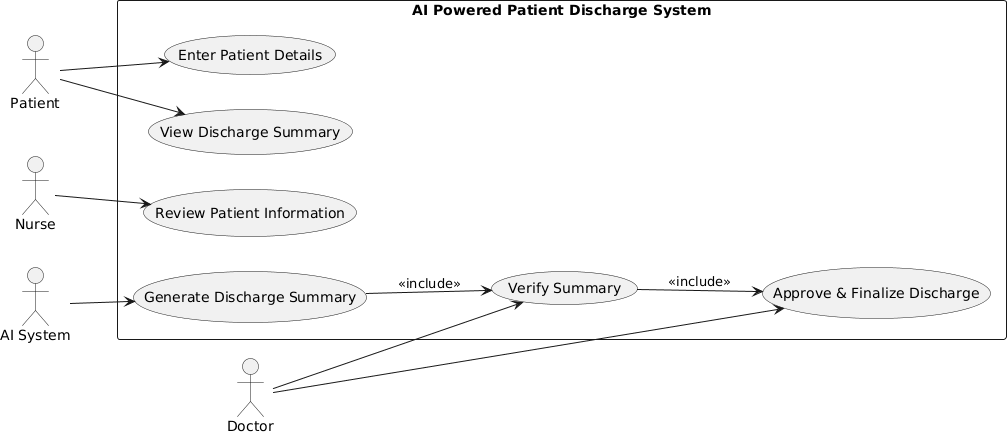 AI Powered Patient Discharge System
Enter Patient Details
Patient
View Discharge Summary
Nurse
Review Patient Information
AI System
Generate Discharge Summary
«include»
Verify Summary
«include»
Approve & Finalize Discharge
Doctor